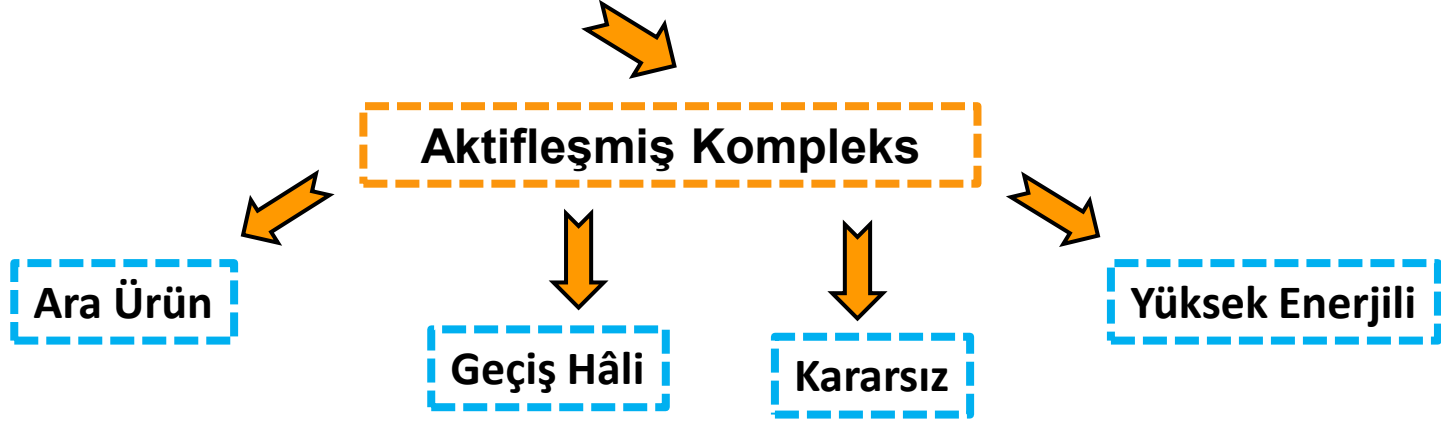 Aktifleşmiş Kompleks
Ara Ürün
Geçiş Hâli
Kararsız
Yüksek Enerjili